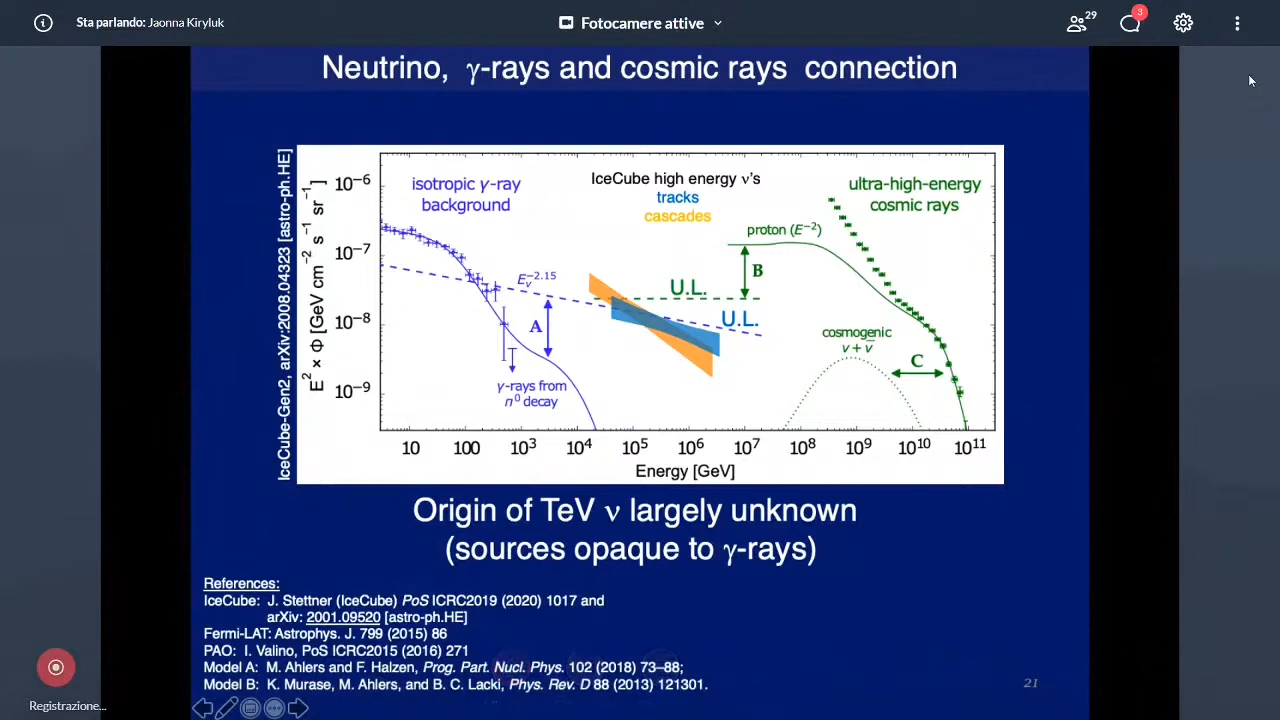 Sta parlando: Jaonna Kiryluk
Fotocamere attive
29
3
Neutrino, γ-rays and cosmic rays connection
IceCube-Gen2, arXiv:2008.04323 [astro-ph.HE]
E² × Φ [GeV cm⁻² s⁻¹ sr⁻¹]
10⁻⁶
10⁻⁷
10⁻⁸
10⁻⁹
isotropic γ-ray
background
IceCube high energy ν's
tracks
cascades
ultra-high-energy
cosmic rays
proton (E⁻²)
B
E_ν^−2.15
U.L.
U.L.
A
cosmogenic
ν + ν̄
C
γ-rays from
π⁰ decay
10 100 10³ 10⁴ 10⁵ 10⁶ 10⁷ 10⁸ 10⁹ 10¹⁰ 10¹¹
Energy [GeV]
Origin of TeV ν largely unknown
(sources opaque to γ-rays)
References:
IceCube: J. Stettner (IceCube) PoS ICRC2019 (2020) 1017 and
arXiv: 2001.09520 [astro-ph.HE]
Fermi-LAT: Astrophys. J. 799 (2015) 86
PAO: I. Valino, PoS ICRC2015 (2016) 271
Model A: M. Ahlers and F. Halzen, Prog. Part. Nucl. Phys. 102 (2018) 73–88;
Model B: K. Murase, M. Ahlers, and B. C. Lacki, Phys. Rev. D 88 (2013) 121301.
21
Registrazione...